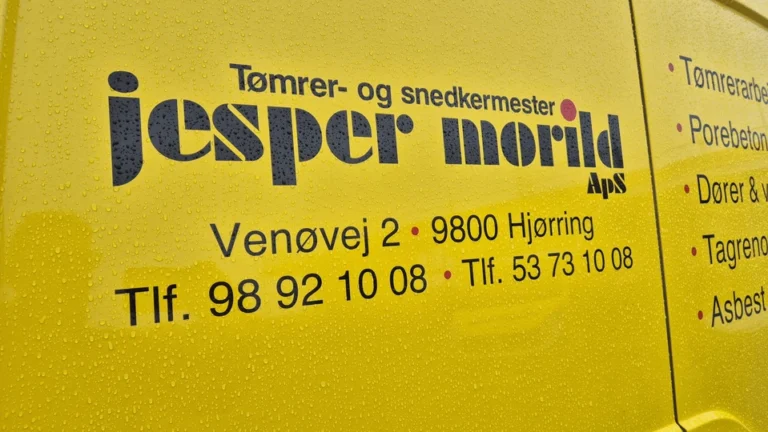 Tømrer- og snedkermester
jesper morild
ApS
Venøvej 2 • 9800 Hjørring
Tlf. 98 92 10 08 • Tlf. 53 73 10 08
• Tømrerarbe
• Porebeton
• Døre & v
• Tagreno
• Asbest